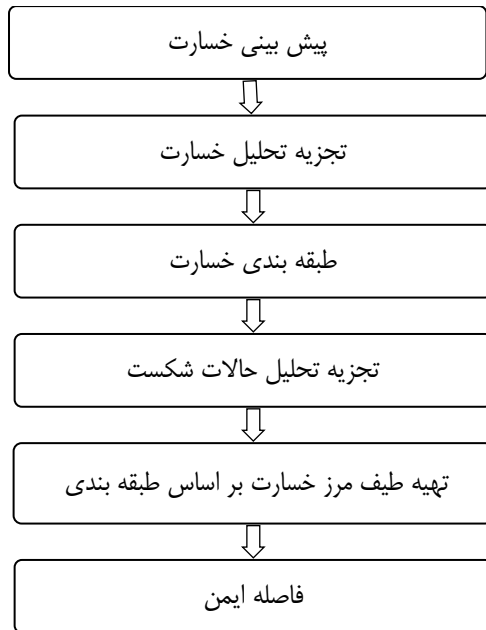 پیش بینی خسارت
تجزیه تحلیل خسارت
طبقه بندی خسارت
تجزیه تحلیل حالات شکست
تهیه طیف مرز خسارت بر اساس طبقه بندی
فاصله ایمن